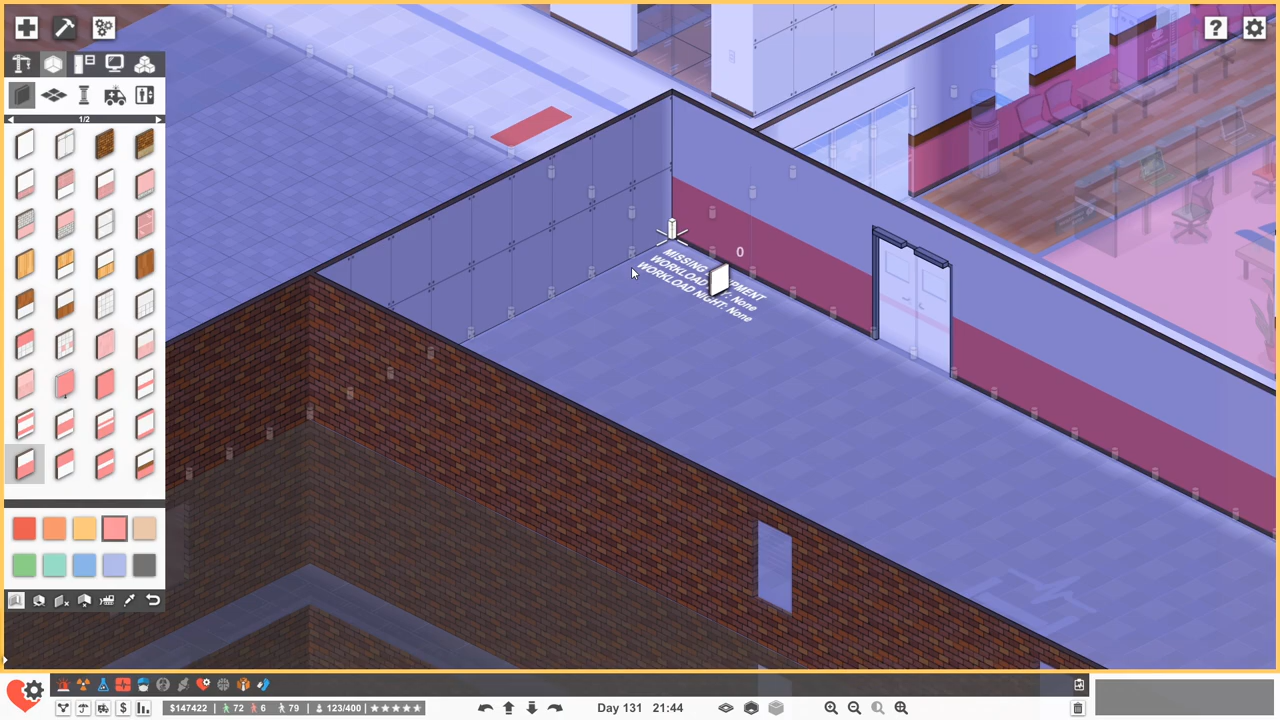 ?
1/2
0
MISSING EQUIPMENT
WORKLOAD DAY: None
WORKLOAD NIGHT: None
$147422
72
6
79
123/400
Day 131 21:44
$